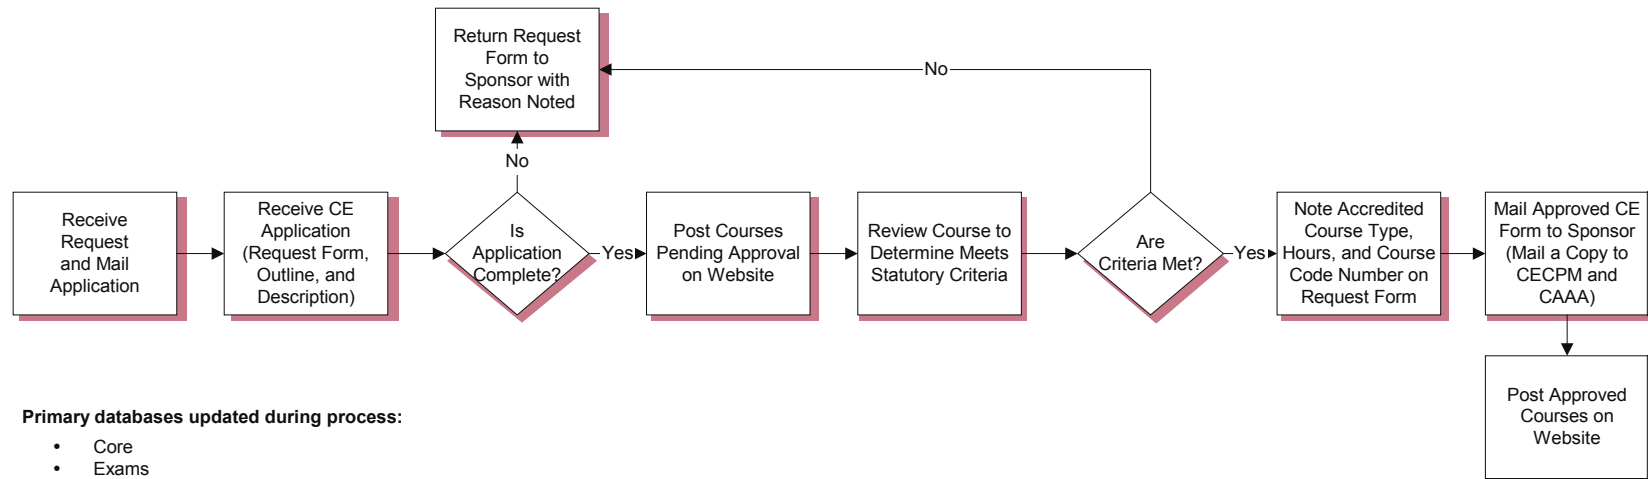 Return Request
Form to
Sponsor with
Reason Noted
No
No
Receive
Request
and Mail
Application
Receive CE
Application
(Request Form,
Outline, and
Description)
Is
Application
Complete?
Yes
Post Courses
Pending Approval
on Website
Review Course to
Determine Meets
Statutory Criteria
Are
Criteria Met?
Yes
Note Accredited
Course Type,
Hours, and Course
Code Number on
Request Form
Mail Approved CE
Form to Sponsor
(Mail a Copy to
CECPM and
CAAA)
Post Approved
Courses on
Website
Primary databases updated during process:
• Core
• Exams